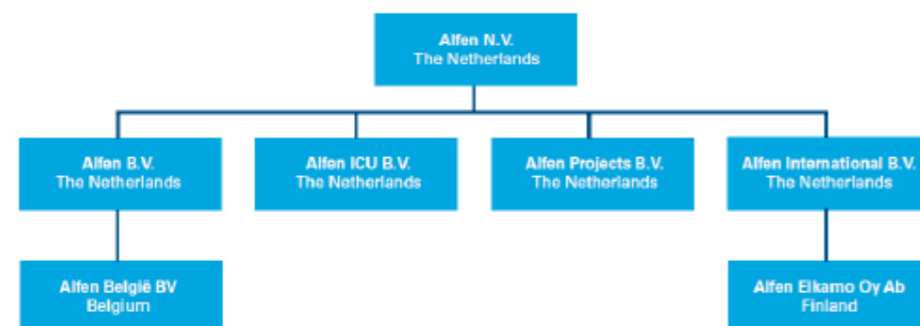 Alfen N.V.
The Netherlands
Alfen B.V.
The Netherlands
Alfen ICU B.V.
The Netherlands
Alfen Projects B.V.
The Netherlands
Alfen International B.V.
The Netherlands
Alfen België BV
Belgium
Alfen Elkamo Oy Ab
Finland